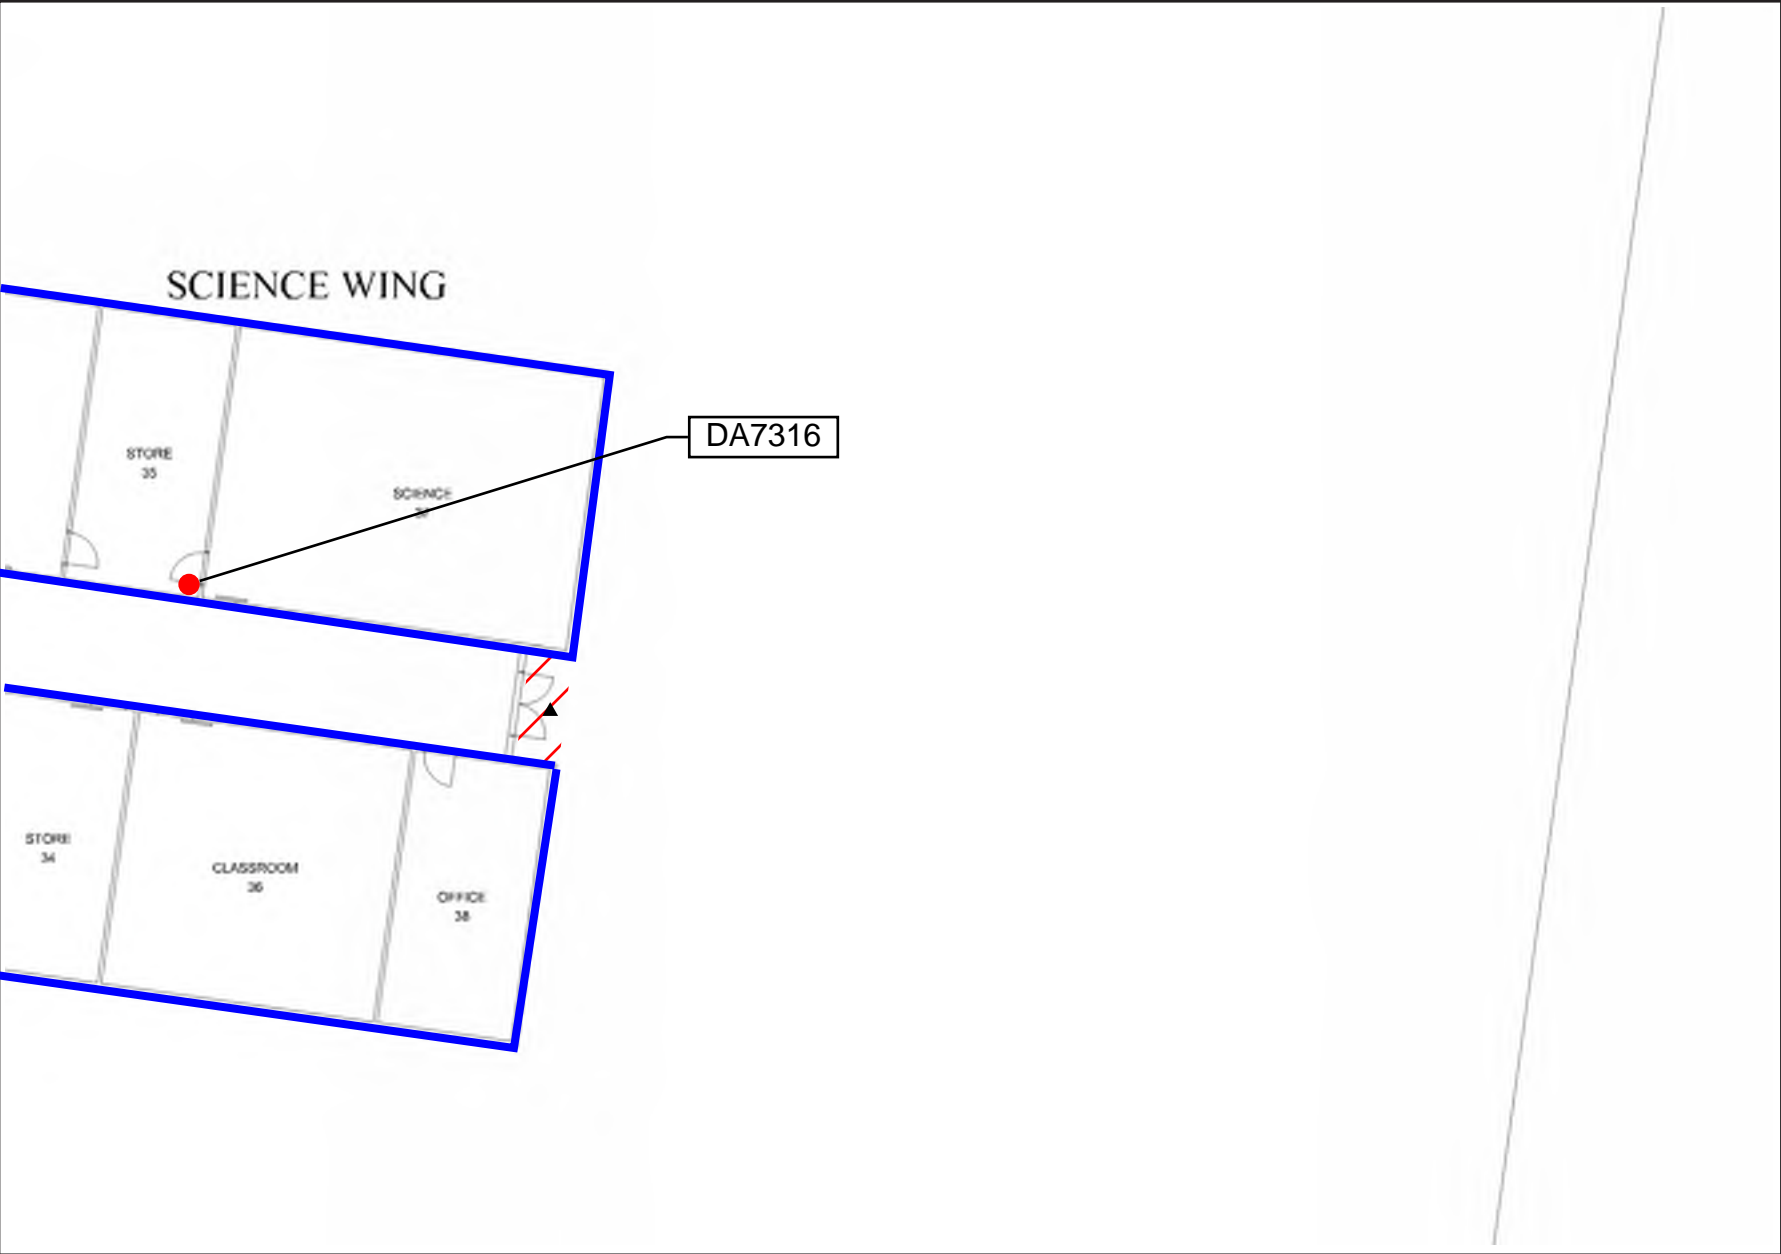 SCIENCE WING
DA7316
STORE
35
SCIENCE
STORE
34
CLASSROOM
36
OFFICE
38